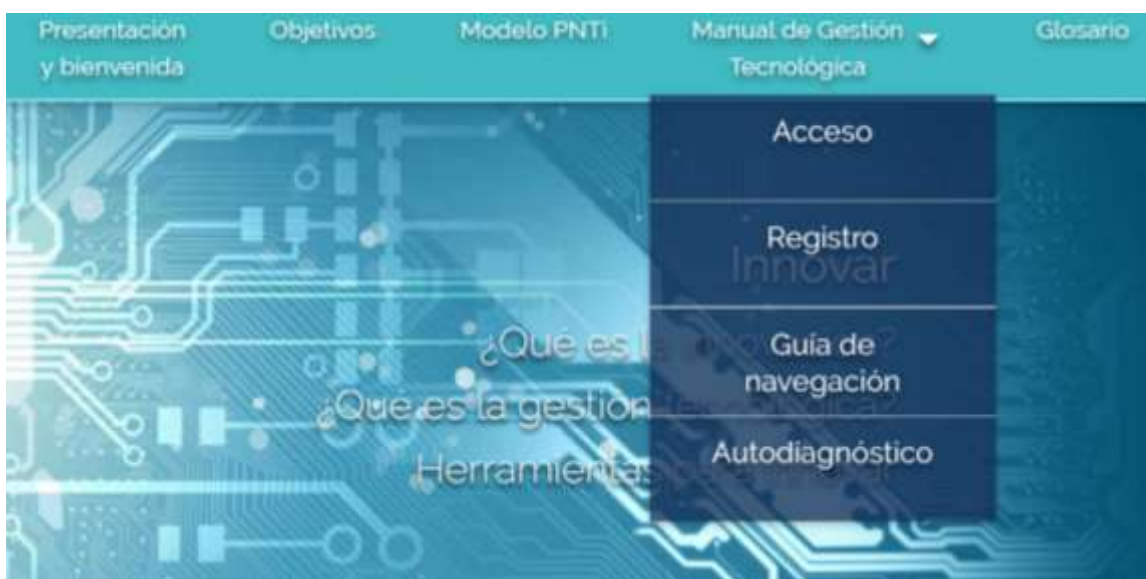 Presentación
y bienvenida
Objetivos
Modelo PNTi
Manual de Gestión
Tecnológica
Glosario
Acceso
Registro
Innovar
Guía de
navegación
¿Qué es l
¿Qué es la gestión tecnológica?
Autodiagnóstico
Herramientas